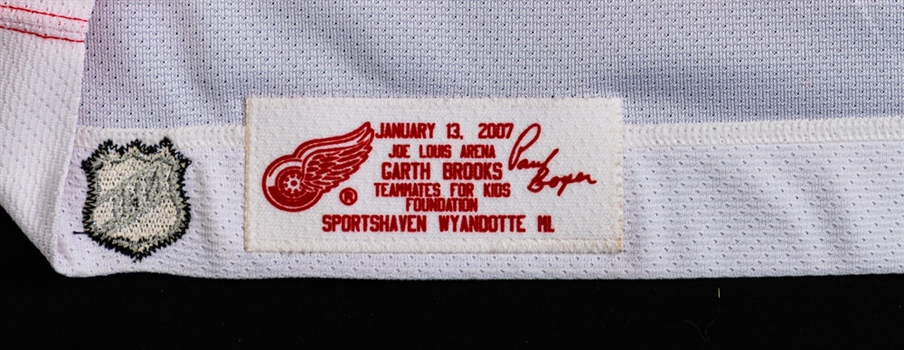 JANUARY 13, 2007
JOE LOUIS ARENA
GARTH BROOKS
TEAMMATES FOR KIDS
FOUNDATION
SPORTSHAVEN WYANDOTTE MI.
Paul Boyer
®